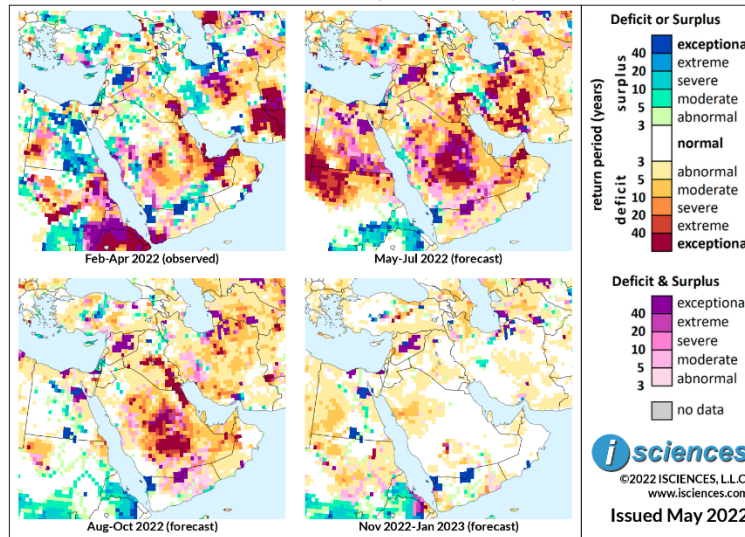 Feb-Apr 2022 (observed)
May-Jul 2022 (forecast)
Aug-Oct 2022 (forecast)
Nov 2022-Jan 2023 (forecast)
Deficit or Surplus
return period (years)
surplus
deficit
40
20
10
5
3
3
5
10
20
40
exceptiona
extreme
severe
moderate
abnormal
normal
abnormal
moderate
severe
extreme
exceptiona
Deficit & Surplus
40
20
10
5
3
exceptiona
extreme
severe
moderate
abnormal
no data
i sciences
©2022 ISCIENCES, L.L.C
www.isciences.com
Issued May 2022